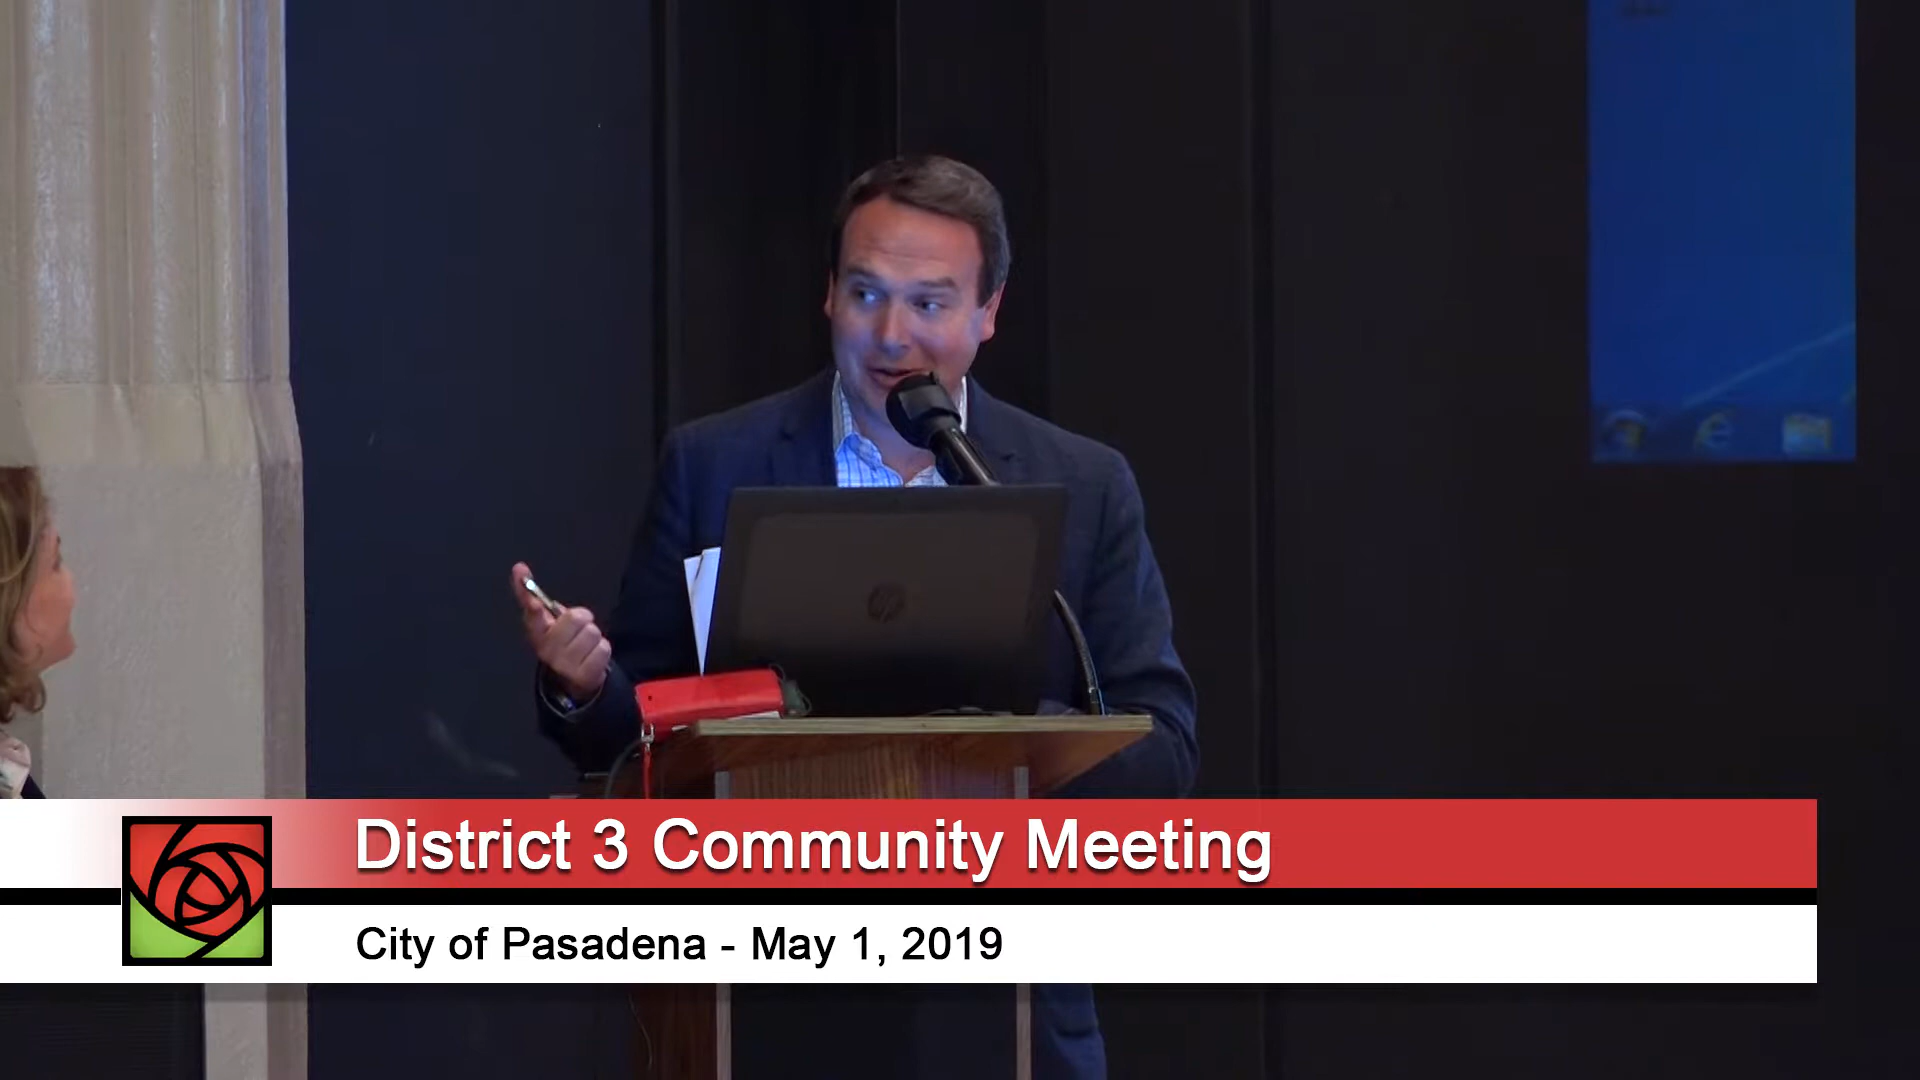 District 3 Community Meeting
City of Pasadena - May 1, 2019